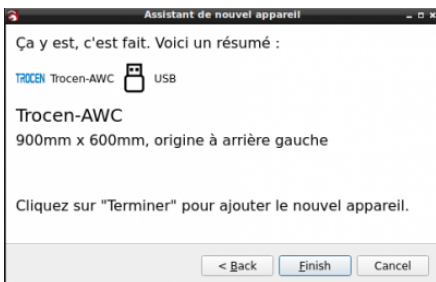 Assistant de nouvel appareil
Ça y est, c'est fait. Voici un résumé :
TROCEN Trocen-AWC USB
Trocen-AWC
900mm x 600mm, origine à arrière gauche
Cliquez sur "Terminer" pour ajouter le nouvel appareil.
< Back Finish Cancel